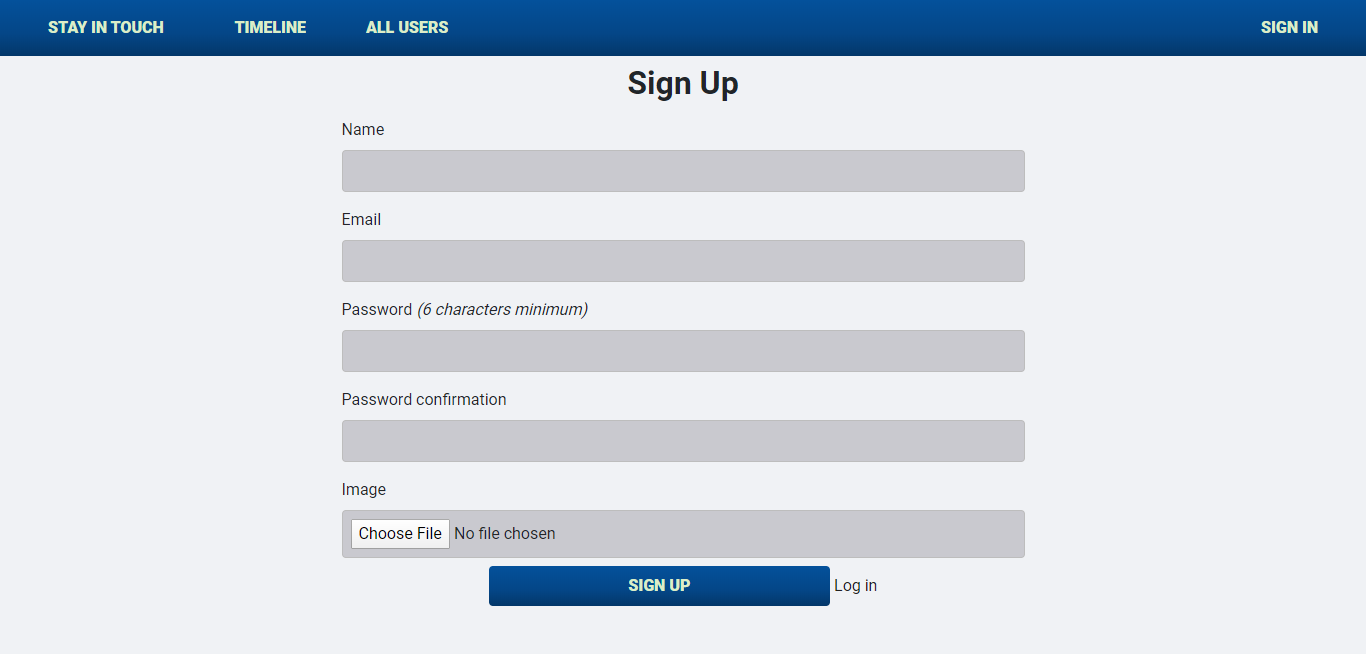 STAY IN TOUCH TIMELINE ALL USERS SIGN IN
Sign Up
Name
Email
Password (6 characters minimum)
Password confirmation
Image
Choose File No file chosen
SIGN UP Log in